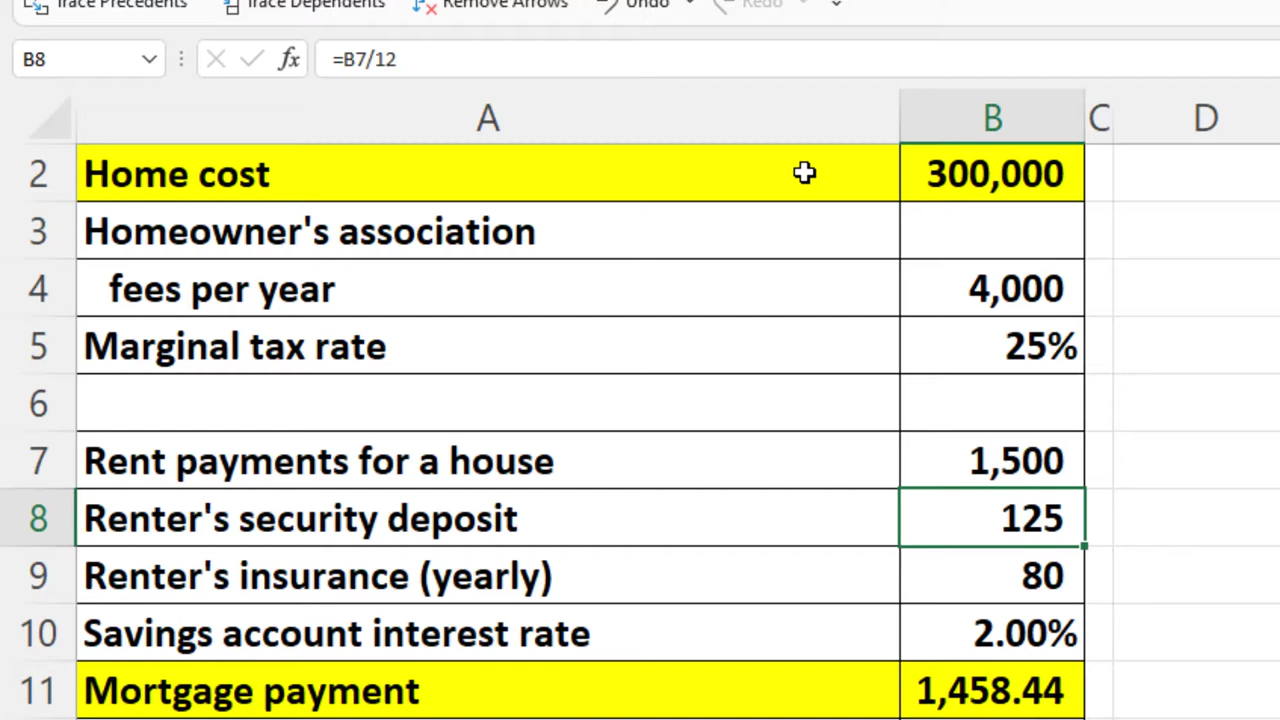 Trace Precedents Trace Dependents Remove Arrows Undo Redo
B8 fx =B7/12
A B C D
2 Home cost 300,000
3 Homeowner's association
4 fees per year 4,000
5 Marginal tax rate 25%
6
7 Rent payments for a house 1,500
8 Renter's security deposit 125
9 Renter's insurance (yearly) 80
10 Savings account interest rate 2.00%
11 Mortgage payment 1,458.44